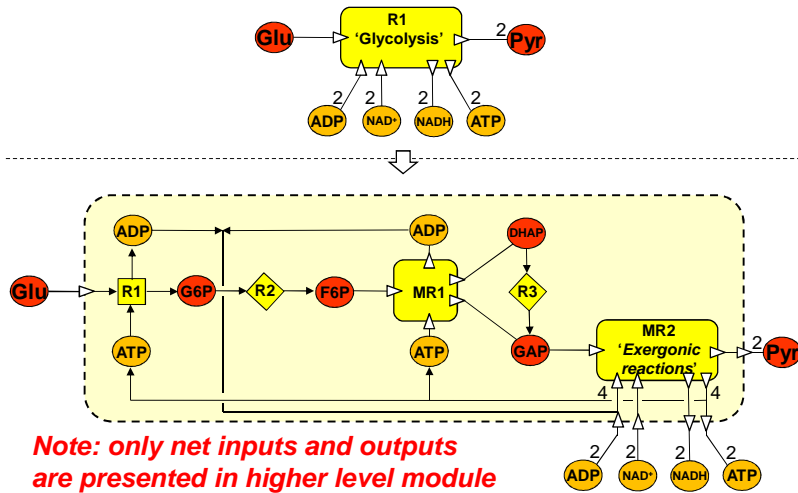 R1
Glu
'Glycolysis'
2
Pyr
2
2
2
2
ADP
NAD+
NADH
ATP
ADP
ADP
DHAP
Glu
R1
G6P
R2
F6P
MR1
R3
MR2
'Exergonic
reactions'
2
Pyr
ATP
ATP
GAP
4
4
Note: only net inputs and outputs
are presented in higher level module
2
2
2
2
ADP
NAD+
NADH
ATP